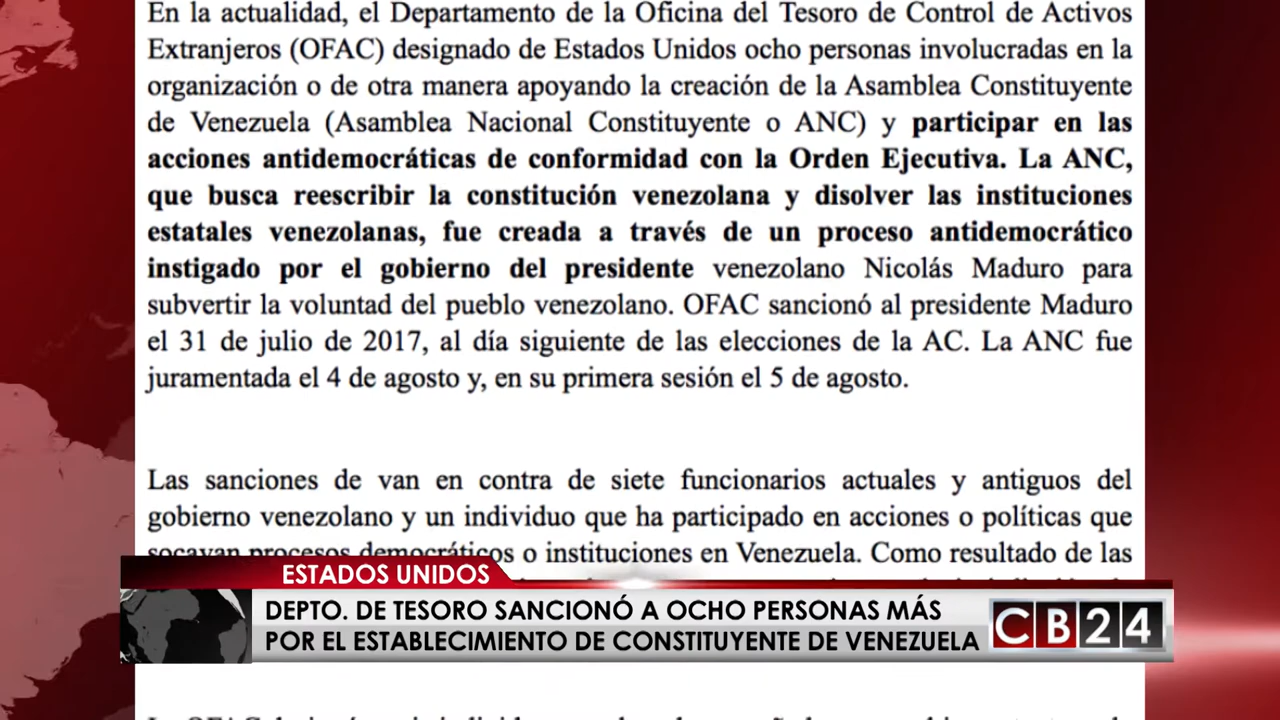 En la actualidad, el Departamento de la Oficina del Tesoro de Control de Activos
Extranjeros (OFAC) designado de Estados Unidos ocho personas involucradas en la
organización o de otra manera apoyando la creación de la Asamblea Constituyente
de Venezuela (Asamblea Nacional Constituyente o ANC) y participar en las
acciones antidemocráticas de conformidad con la Orden Ejecutiva. La ANC,
que busca reescribir la constitución venezolana y disolver las instituciones
estatales venezolanas, fue creada a través de un proceso antidemocrático
instigado por el gobierno del presidente venezolano Nicolás Maduro para
subvertir la voluntad del pueblo venezolano. OFAC sancionó al presidente Maduro
el 31 de julio de 2017, al día siguiente de las elecciones de la AC. La ANC fue
juramentada el 4 de agosto y, en su primera sesión el 5 de agosto.
Las sanciones de van en contra de siete funcionarios actuales y antiguos del
gobierno venezolano y un individuo que ha participado en acciones o políticas que
socavan procesos democráticos o instituciones en Venezuela. Como resultado de las
ESTADOS UNIDOS
DEPTO. DE TESORO SANCIONÓ A OCHO PERSONAS MÁS
POR EL ESTABLECIMIENTO DE CONSTITUYENTE DE VENEZUELA
CB24